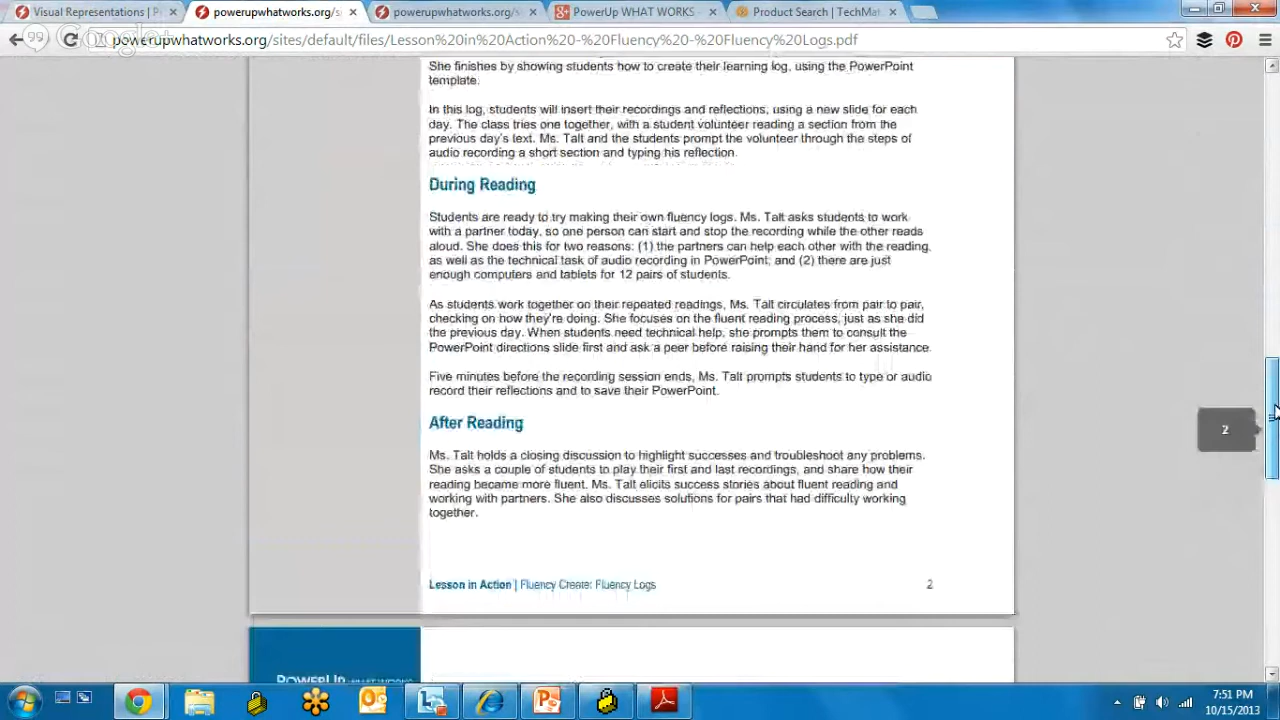 Visual Representations | P
powerupwhatworks.org/s
powerupwhatworks.org/s
PowerUp WHAT WORKS -
Product Search | TechMat
powerupwhatworks.org/sites/default/files/Lesson%20in%20Action%20-%20Fluency%20-%20Fluency%20Logs.pdf
She finishes by showing students how to create their learning log, using the PowerPoint
template.
In this log, students will insert their recordings and reflections, using a new slide for each
day. The class tries one together, with a student volunteer reading a section from the
previous day's text. Ms. Talt and the students prompt the volunteer through the steps of
audio recording a short section and typing his reflection.
During Reading
Students are ready to try making their own fluency logs. Ms. Talt asks students to work
with a partner today, so one person can start and stop the recording while the other reads
aloud. She does this for two reasons: (1) the partners can help each other with the reading,
as well as the technical task of audio recording in PowerPoint; and (2) there are just
enough computers and tablets for 12 pairs of students.
As students work together on their repeated readings, Ms. Talt circulates from pair to pair,
checking on how they're doing. She focuses on the fluent reading process, just as she did
the previous day. When students need technical help, she prompts them to consult the
PowerPoint directions slide first and ask a peer before raising their hand for her assistance.
Five minutes before the recording session ends, Ms. Talt prompts students to type or audio
record their reflections and to save their PowerPoint.
After Reading
Ms. Talt holds a closing discussion to highlight successes and troubleshoot any problems.
She asks a couple of students to play their first and last recordings, and share how their
reading became more fluent. Ms. Talt elicits success stories about fluent reading and
working with partners. She also discusses solutions for pairs that had difficulty working
together.
Lesson in Action | Fluency Create: Fluency Logs 2
2
POWERUP WHAT WORKS
7:51 PM
10/15/2013